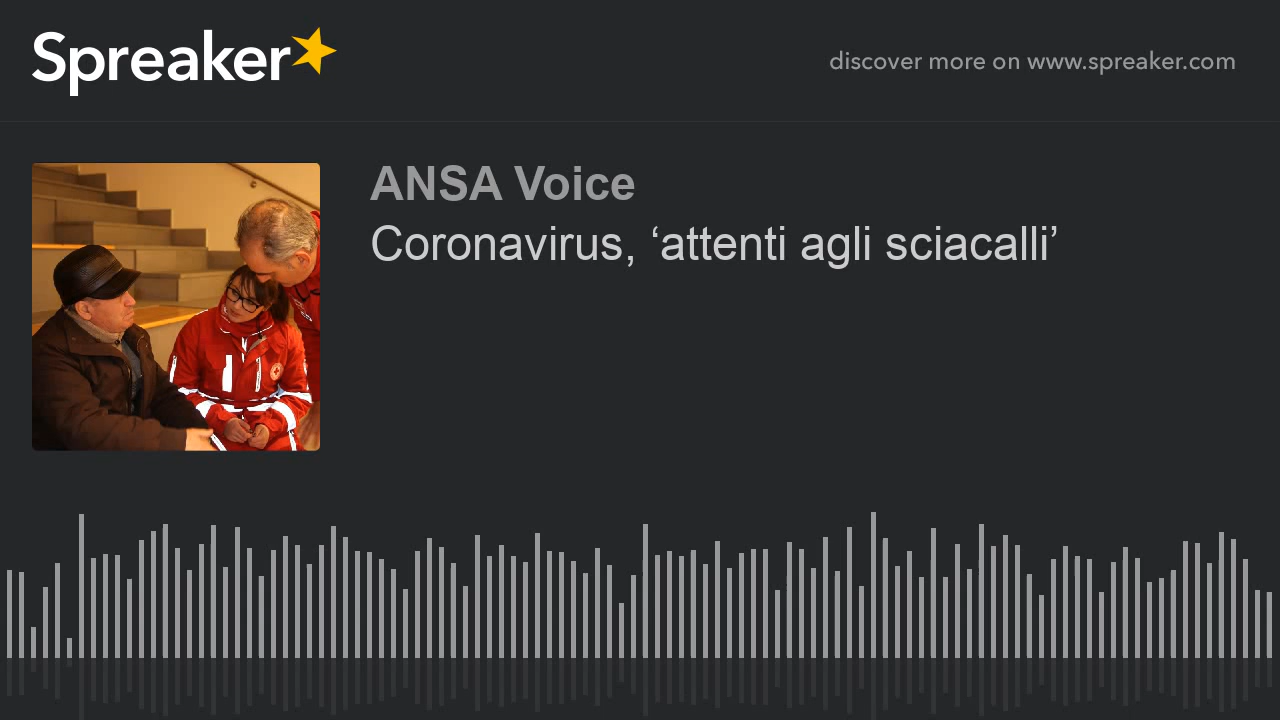 Spreaker
discover more on www.spreaker.com
ANSA Voice
Coronavirus, ‘attenti agli sciacalli’